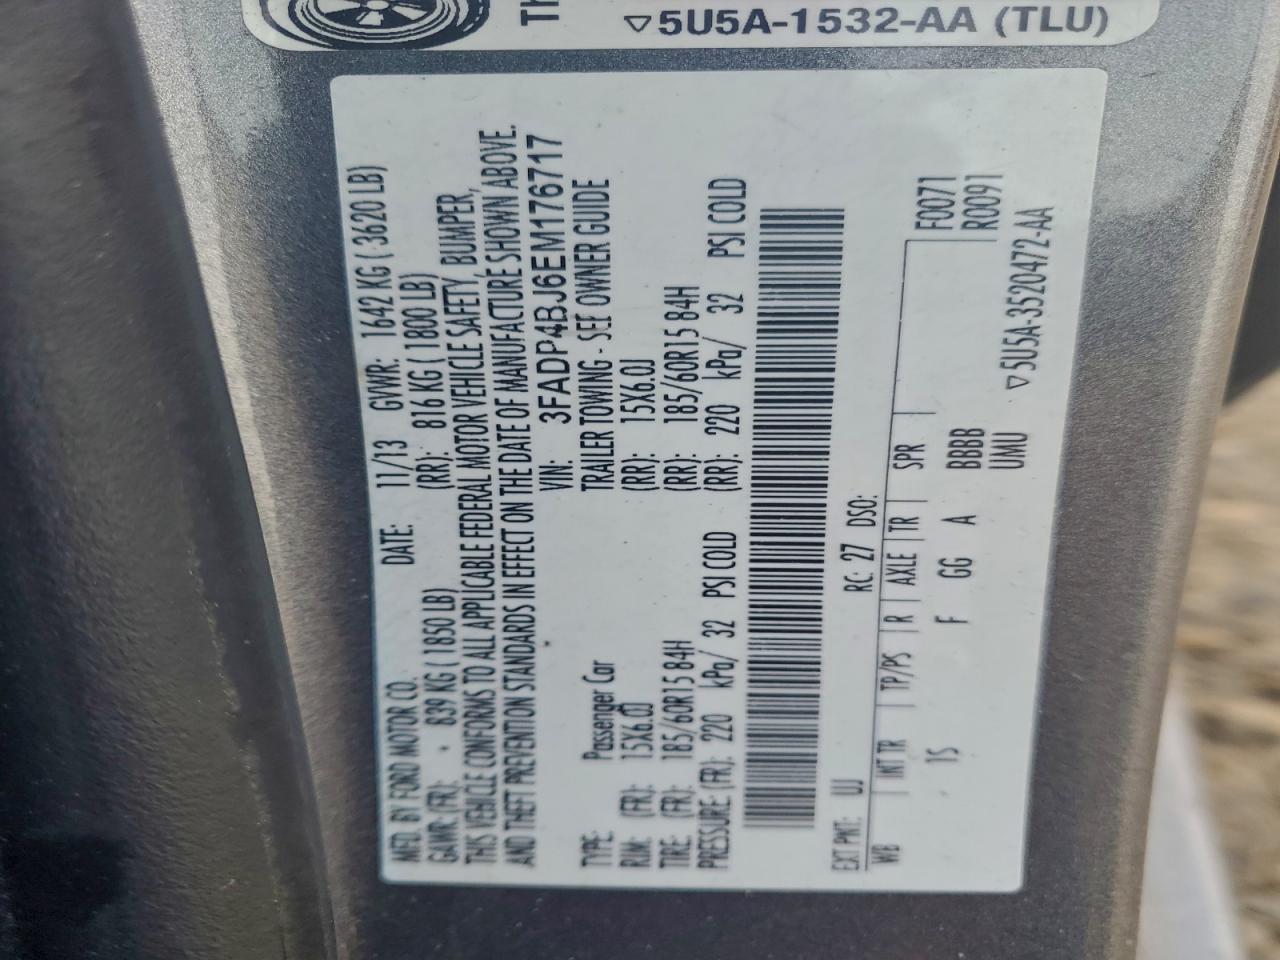 TH
▽5U5A-1532-AA (TLU)
MFD. BY FORD MOTOR CO.
DATE: 11/13 GVWR: 1642 KG ( 3620 LB)
GAWR: (FR): 839 KG ( 1850 LB) (RR): 816 KG ( 1800 LB)
THIS VEHICLE CONFORMS TO ALL APPLICABLE FEDERAL MOTOR VEHICLE SAFETY, BUMPER,
AND THEFT PREVENTION STANDARDS IN EFFECT ON THE DATE OF MANUFACTURE SHOWN ABOVE.
VIN: 3FADP4BJ6EM176717
TYPE: Passenger Car TRAILER TOWING - SEE OWNER GUIDE
RIM: (FR): 15X6.0J (RR): 15X6.0J
TIRE: (FR): 185/60R15 84H (RR): 185/60R15 84H
PRESSURE (FR): 220 kPa/ 32 PSI COLD (RR): 220 kPa/ 32 PSI COLD
EXT PNT: UJ RC: 27 DSO:
WB INT TR TP/PS R AXLE TR SPR F0071
1S F GG A BBBB R0091
UMU
▽5U5A-3520472-AA